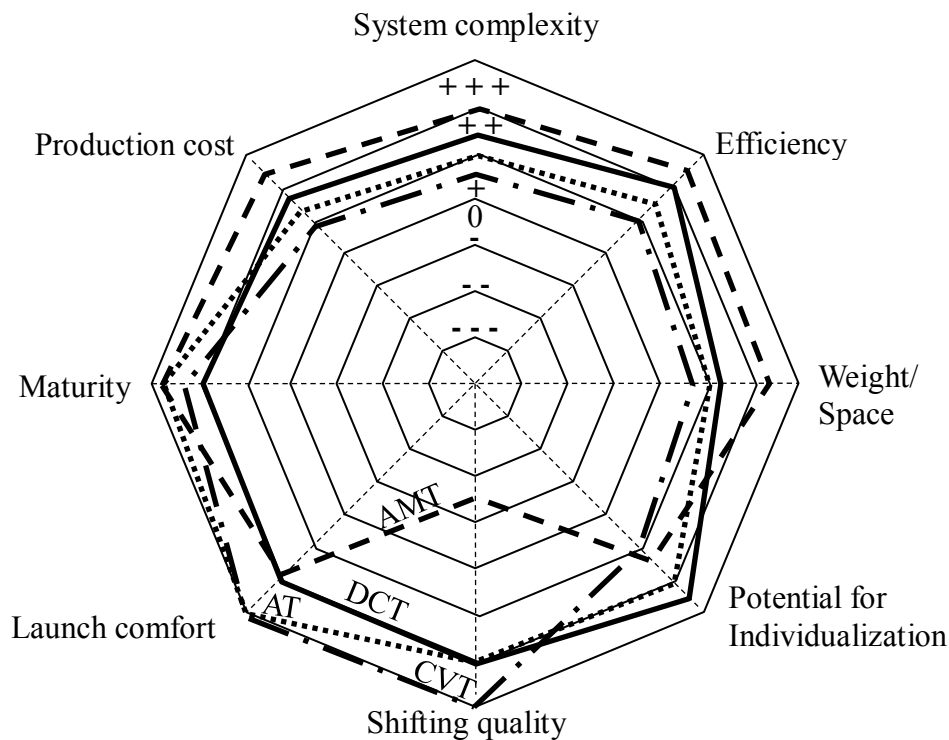 System complexity
+ + +
Production cost
+ +
Efficiency
+
0
-
- -
- - -
Maturity
Weight/
Space
AMT
DCT
AT
Potential for
Individualization
Launch comfort
CVT
Shifting quality